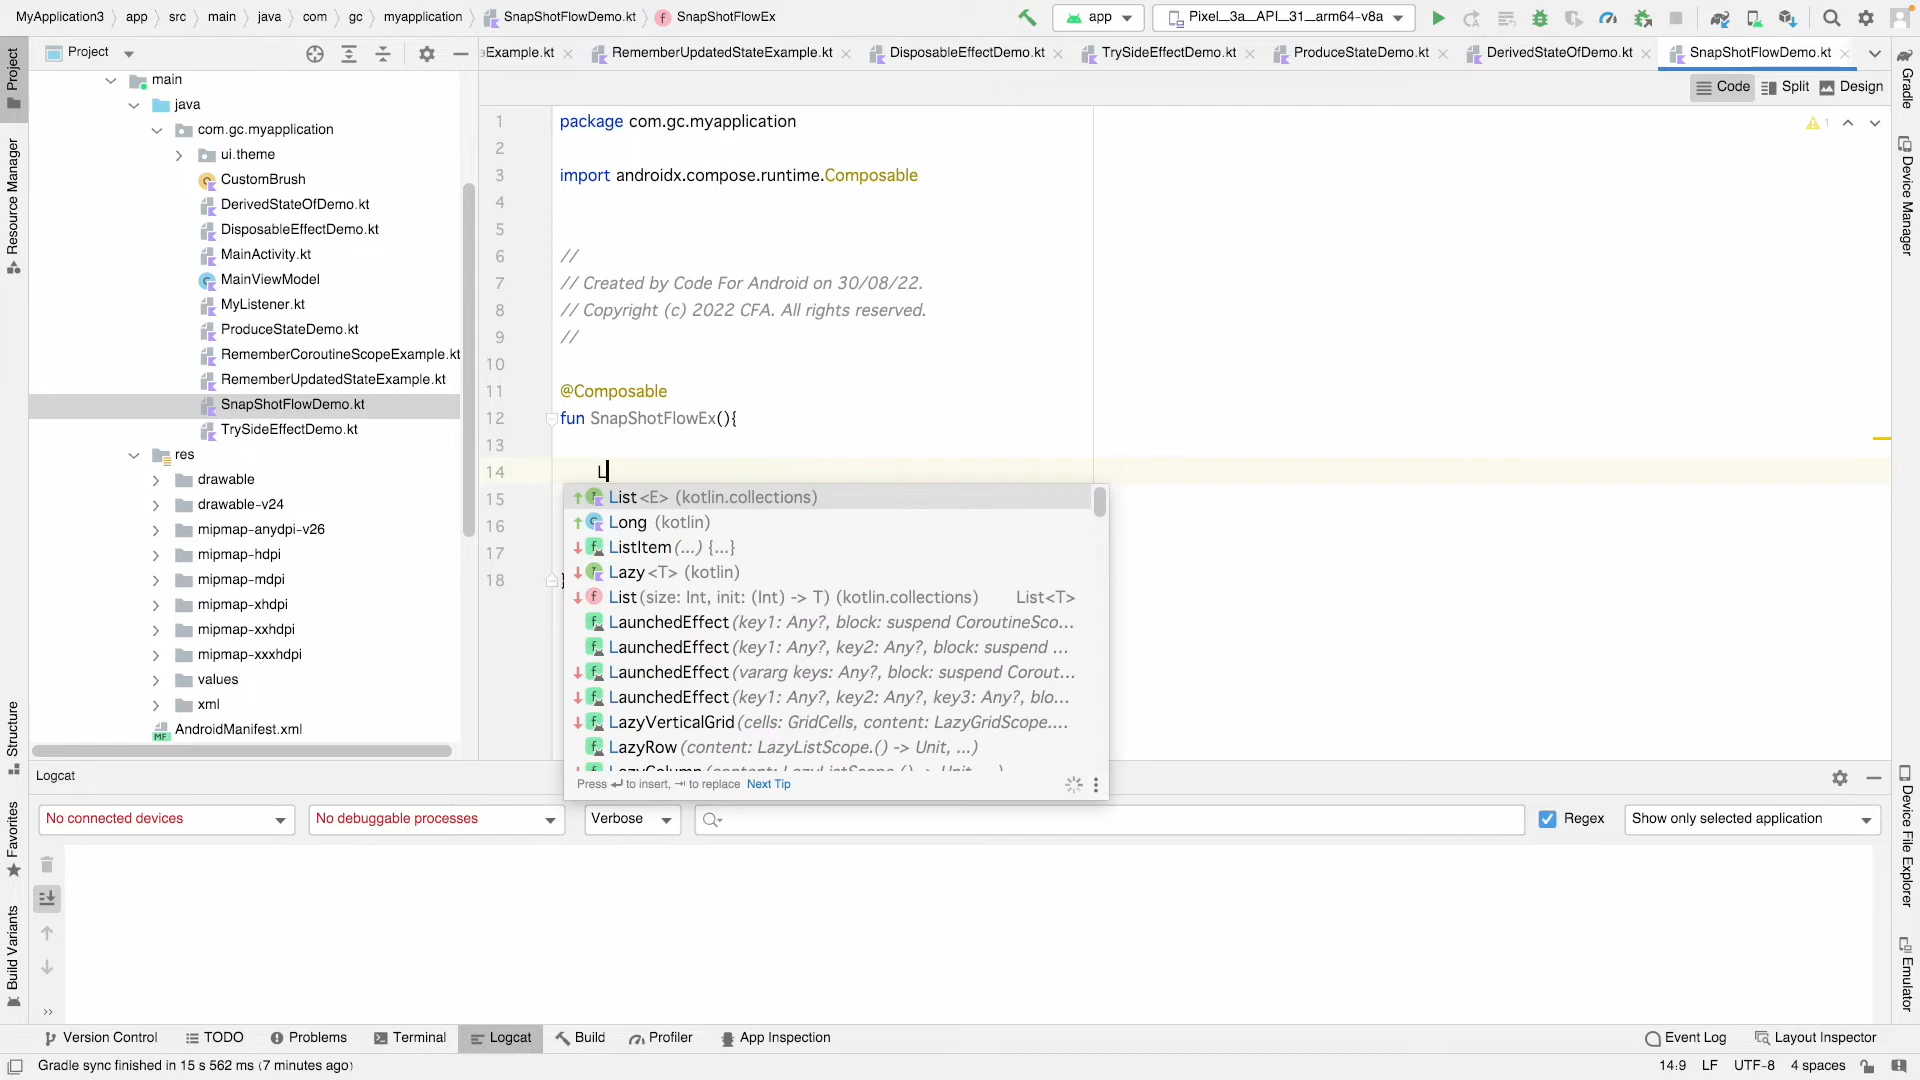 MyApplication3 app src main java com gc myapplication SnapShotFlowDemo.kt SnapShotFlowEx app Pixel_3a_API_31_arm64-v8a
Project
aExample.kt RememberUpdatedStateExample.kt DisposableEffectDemo.kt TrySideEffectDemo.kt ProduceStateDemo.kt DerivedStateOfDemo.kt SnapShotFlowDemo.kt
Code Split Design
main
java
com.gc.myapplication
ui.theme
CustomBrush
DerivedStateOfDemo.kt
DisposableEffectDemo.kt
MainActivity.kt
MainViewModel
MyListener.kt
ProduceStateDemo.kt
RememberCoroutineScopeExample.kt
RememberUpdatedStateExample.kt
SnapShotFlowDemo.kt
TrySideEffectDemo.kt
res
drawable
drawable-v24
mipmap-anydpi-v26
mipmap-hdpi
mipmap-mdpi
mipmap-xhdpi
mipmap-xxhdpi
mipmap-xxxhdpi
values
xml
MF AndroidManifest.xml
1 package com.gc.myapplication
2
3 import androidx.compose.runtime.Composable
4
5
6 //
7 // Created by Code For Android on 30/08/22.
8 // Copyright (c) 2022 CFA. All rights reserved.
9 //
10
11 @Composable
12 fun SnapShotFlowEx(){
13
14 L
15
16
17
18 }
1
List<E> (kotlin.collections)
Long (kotlin)
ListItem(...) {...}
Lazy<T> (kotlin)
List(size: Int, init: (Int) -> T) (kotlin.collections) List<T>
LaunchedEffect(key1: Any?, block: suspend CoroutineSco...
LaunchedEffect(key1: Any?, key2: Any?, block: suspend ...
LaunchedEffect(vararg keys: Any?, block: suspend Corout...
LaunchedEffect(key1: Any?, key2: Any?, key3: Any?, blo...
LazyVerticalGrid(cells: GridCells, content: LazyGridScope....
LazyRow(content: LazyListScope.() -> Unit, ...)
LazyColumn(content: LazyListScope.() -> Unit, ...)
Press ↵ to insert, ⇥ to replace Next Tip
Logcat
No connected devices No debuggable processes Verbose Regex Show only selected application
Version Control TODO Problems Terminal Logcat Build Profiler App Inspection Event Log Layout Inspector
Gradle sync finished in 15 s 562 ms (7 minutes ago) 14:9 LF UTF-8 4 spaces
Project
Resource Manager
Structure
Favorites
Build Variants
Gradle
Device Manager
Device File Explorer
Emulator